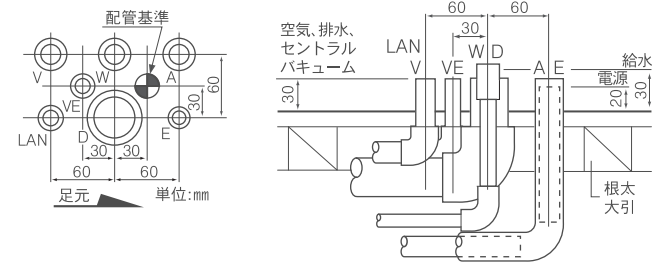 配管基準
V
W
A
VE
LAN
D
E
60
30
30
30
60
60
足元
単位:mm
60
60
30
空気、排水、
セントラル
バキューム
LAN
V
VE
W
D
A
E
給水
電源
30
20
30
根太
大引